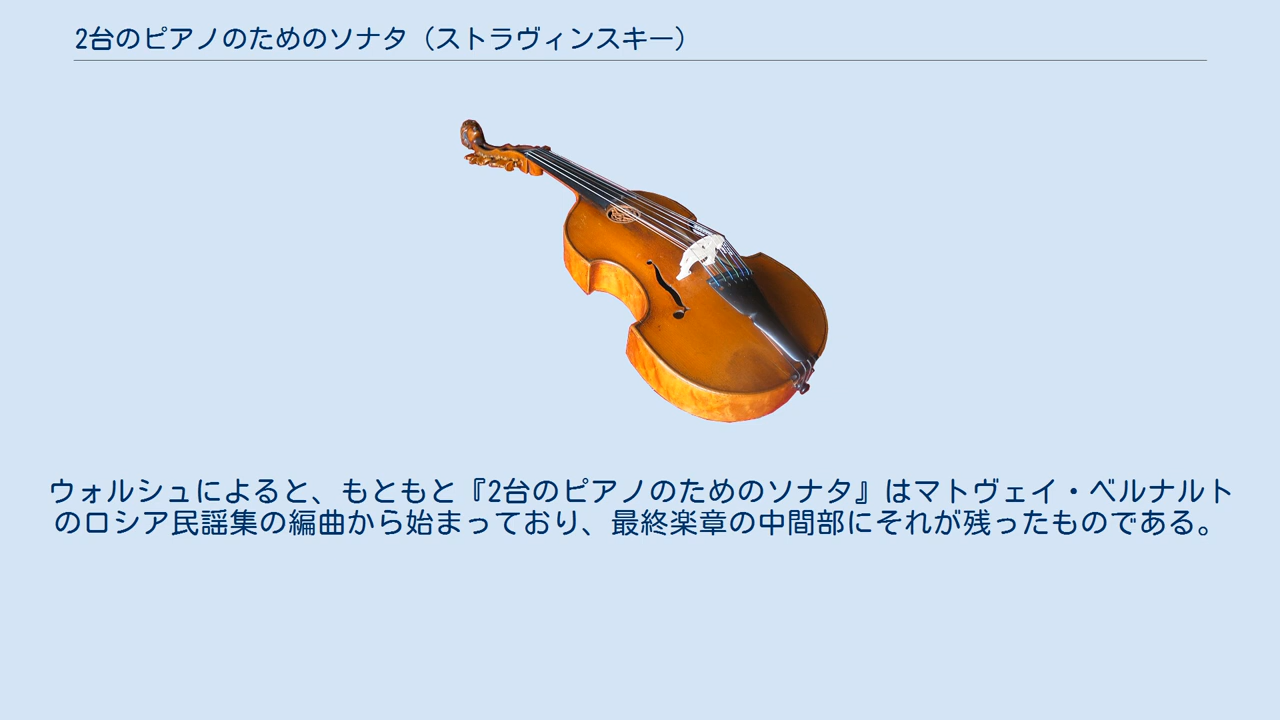 2台のピアノのためのソナタ（ストラヴィンスキー）
ウォルシュによると、もともと『2台のピアノのためのソナタ』はマトヴェイ・ベルナルト
のロシア民謡集の編曲から始まっており、最終楽章の中間部にそれが残ったものである。